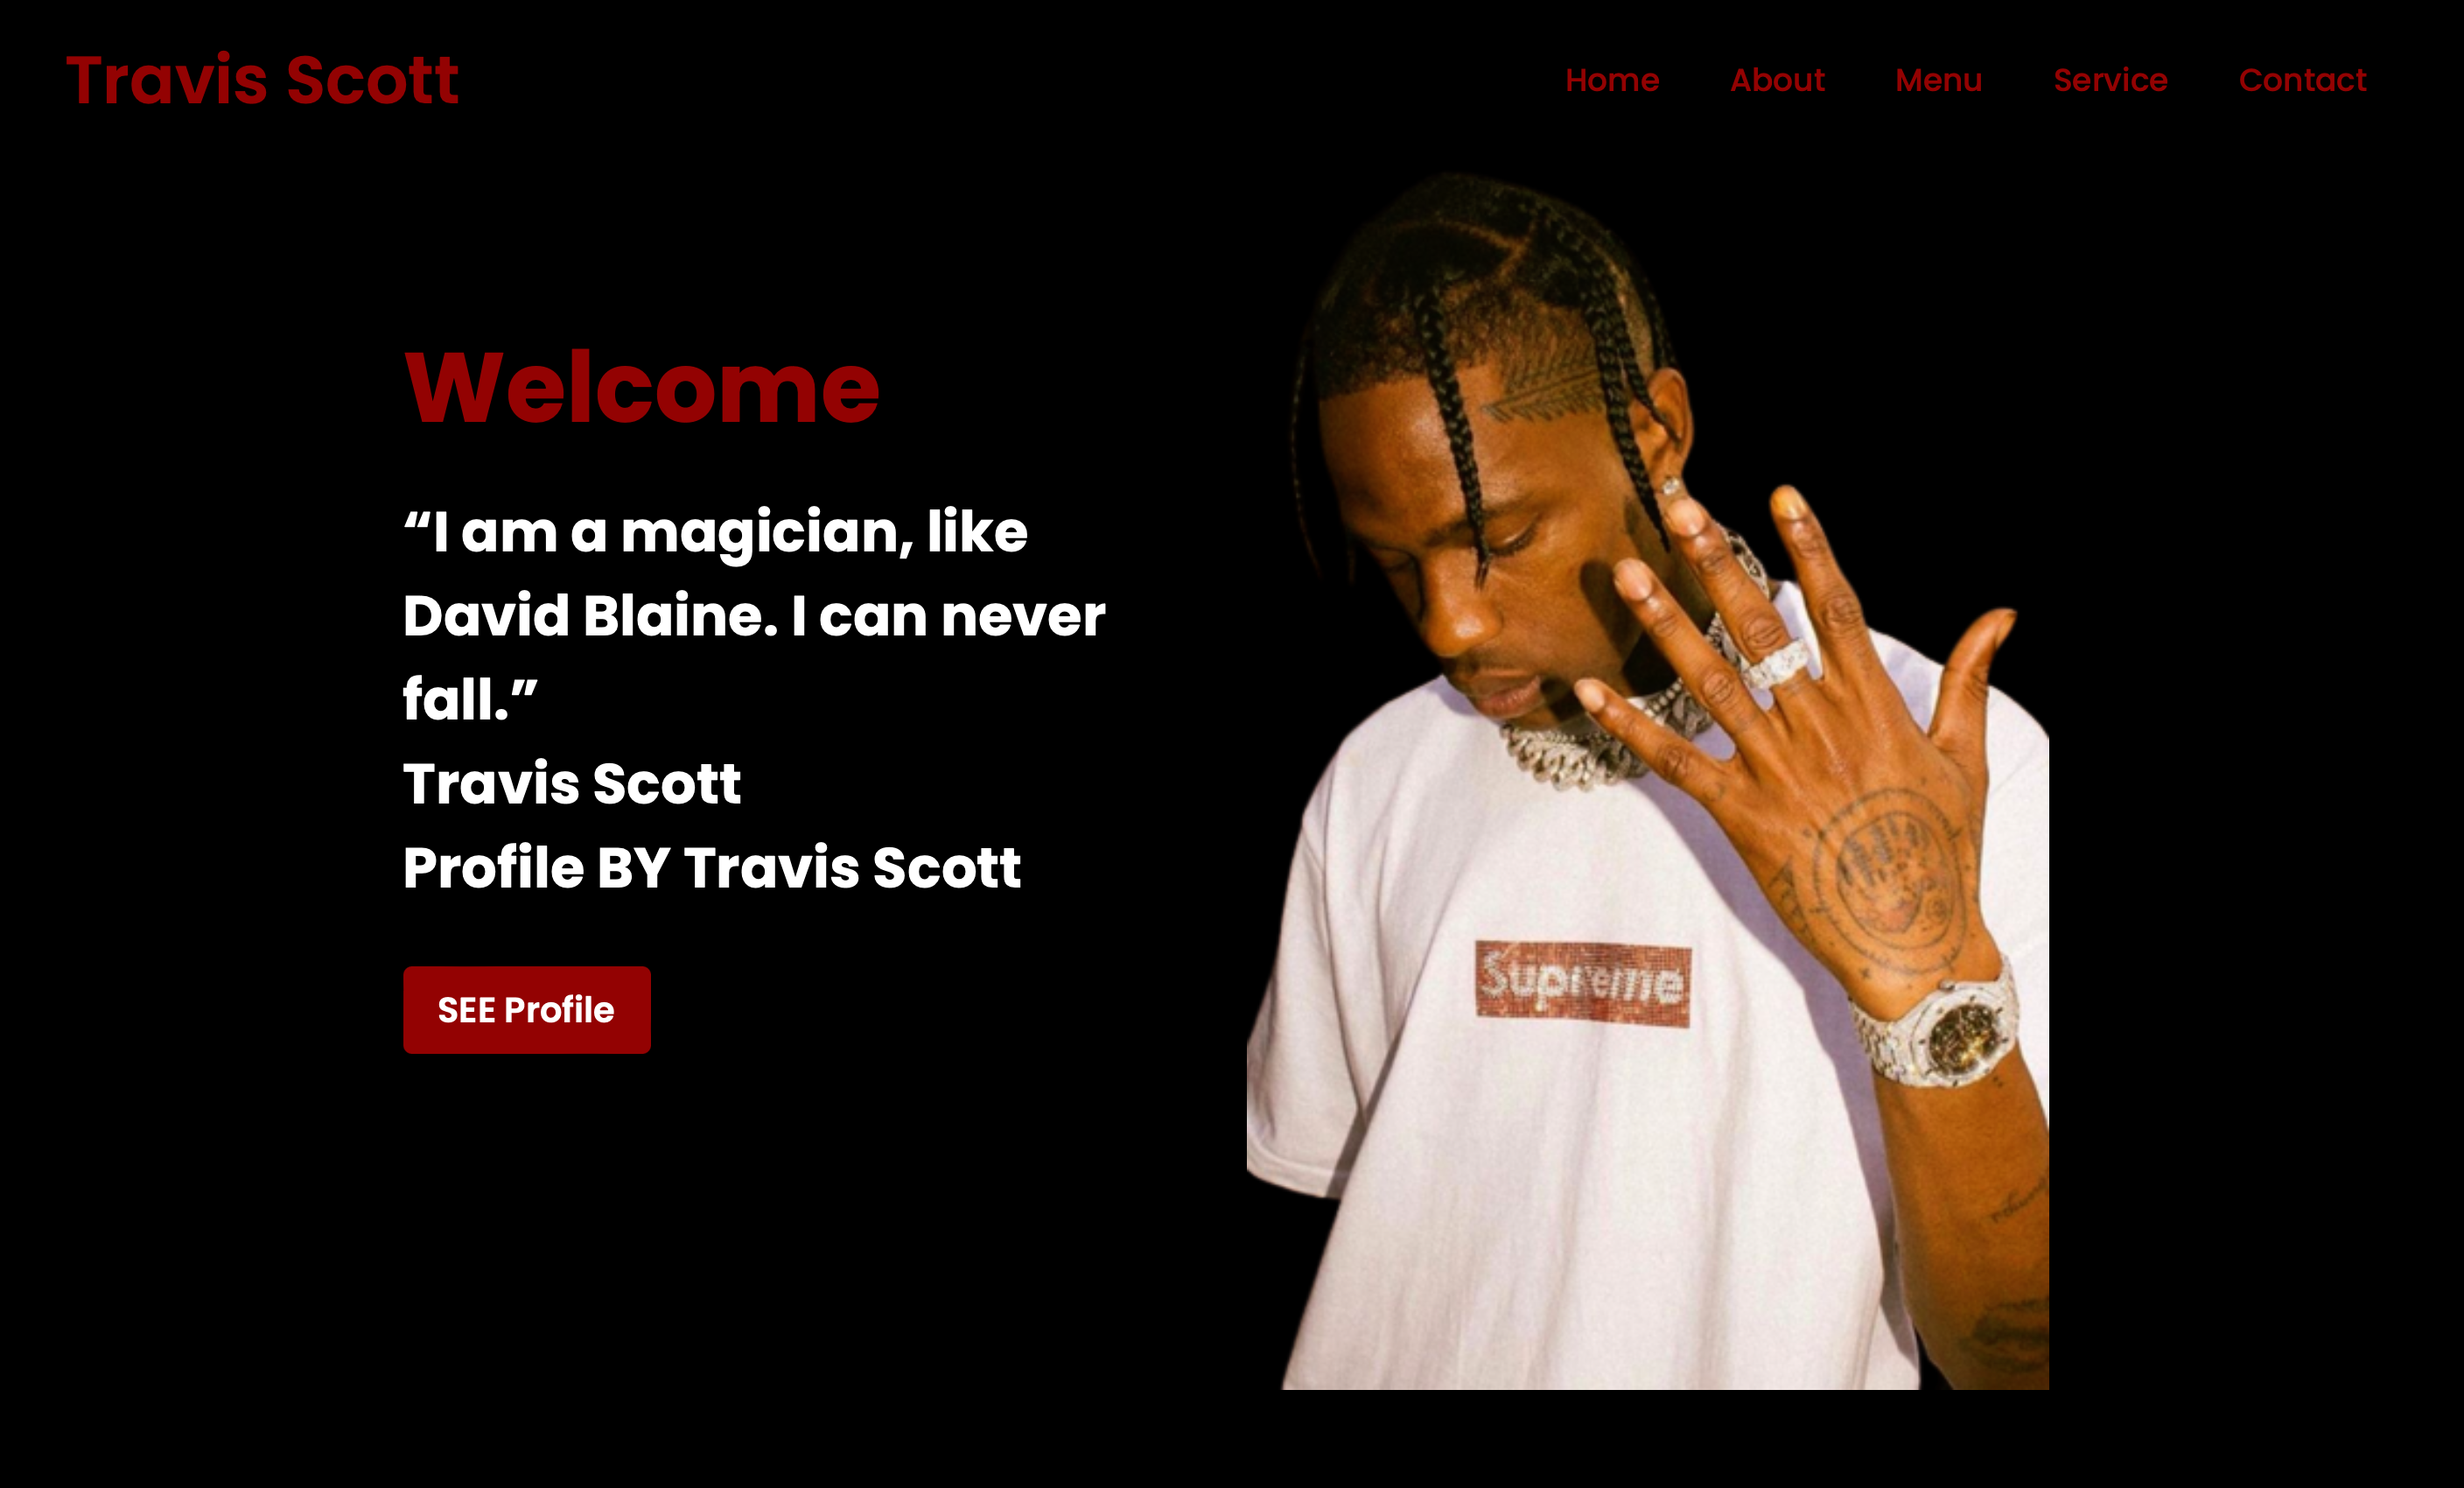 Travis Scott
Home About Menu Service Contact
Welcome
“I am a magician, like
David Blaine. I can never
fall.”
Travis Scott
Profile BY Travis Scott
SEE Profile
Supreme